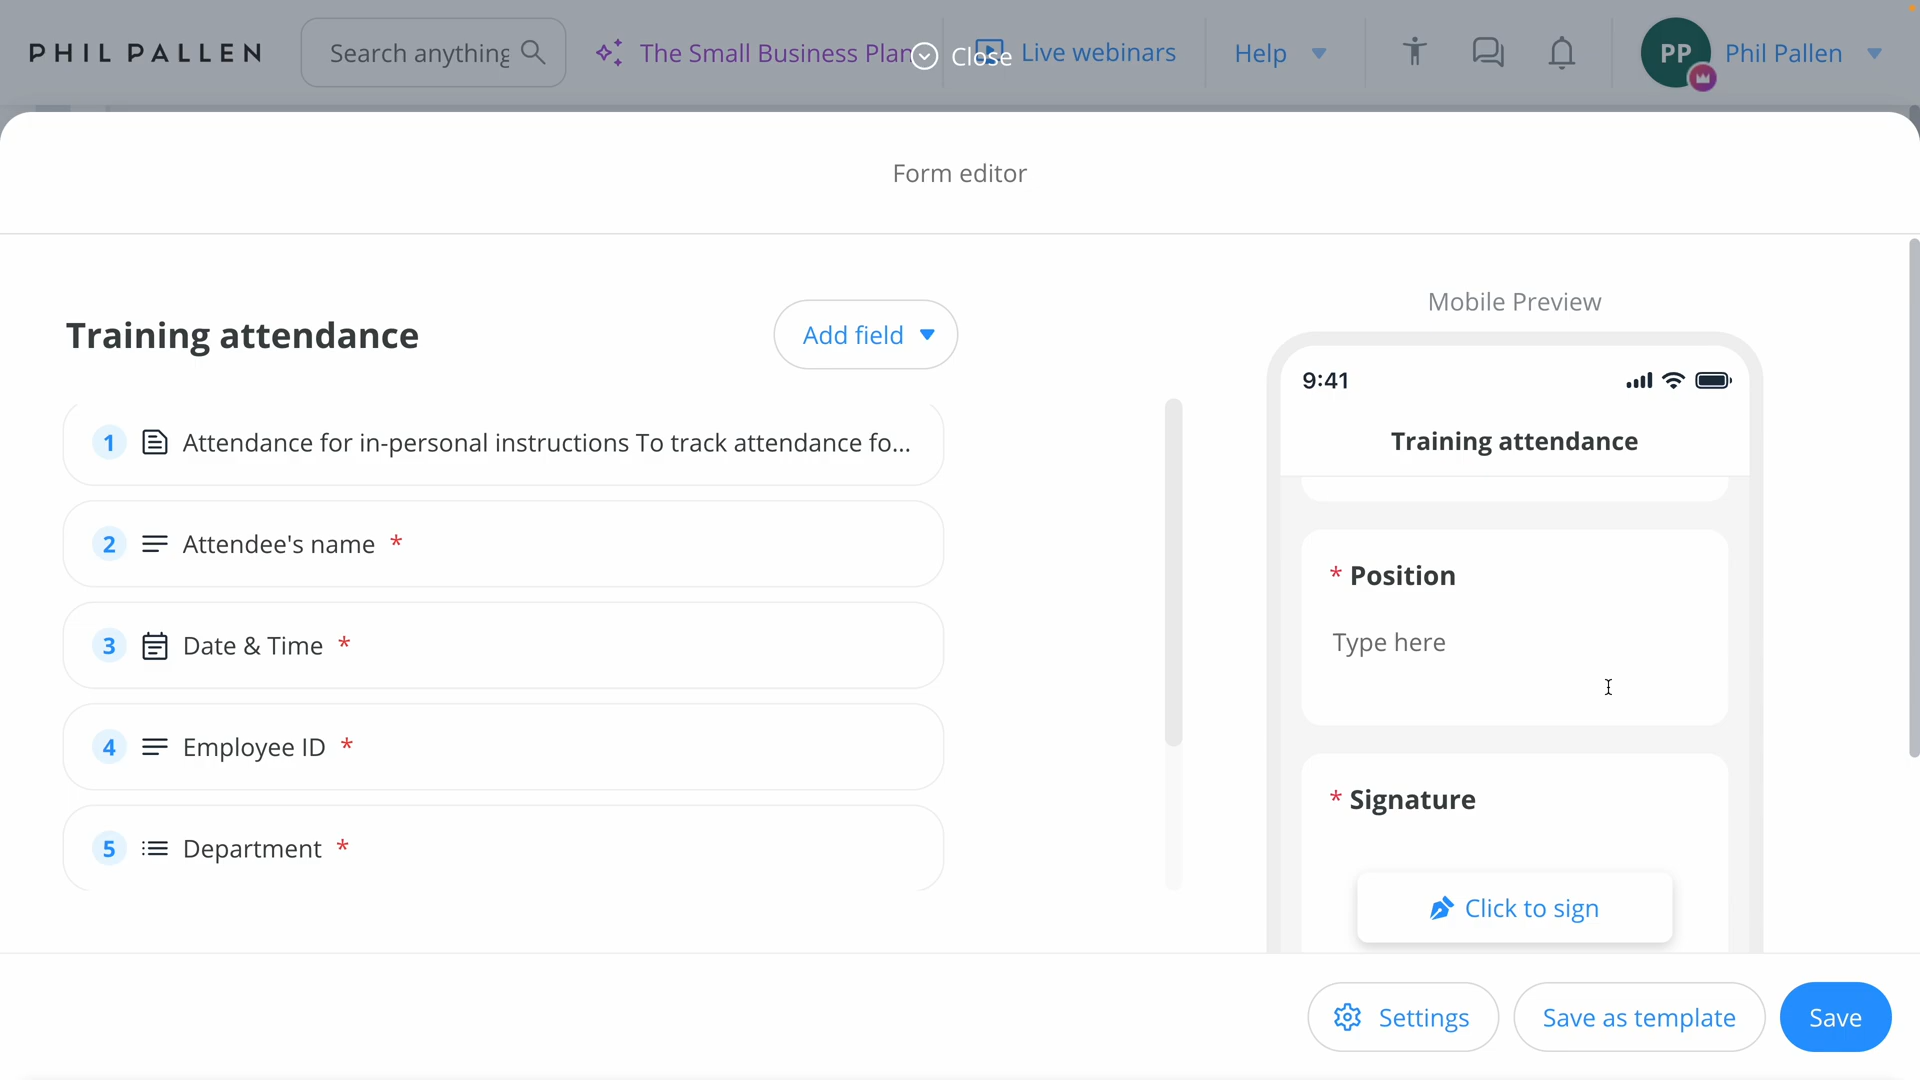 PHIL PALLEN
Search anything
The Small Business Plan
Close
Live webinars
Help
PP
Phil Pallen
Form editor
Training attendance
Add field
Mobile Preview
9:41
Training attendance
1 Attendance for in-personal instructions To track attendance fo...
2 Attendee's name *
3 Date & Time *
4 Employee ID *
5 Department *
* Position
Type here
* Signature
Click to sign
Settings
Save as template
Save